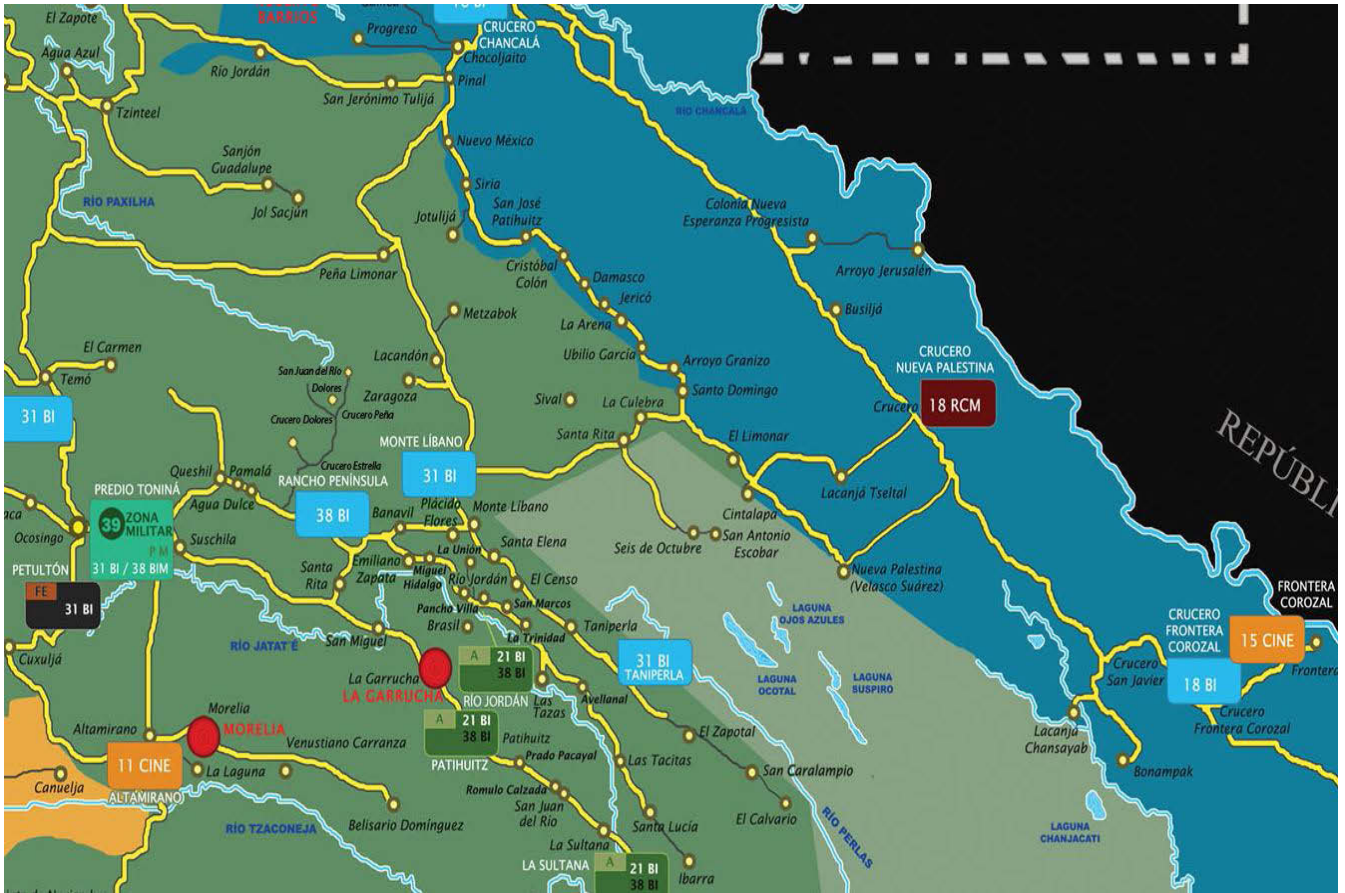 El Zapote
BARRIOS
Progreso
CRUCERO
CHANCALÁ
Chocoljaito
Agua Azul
Río Jordán
San Jerónimo Tulijá
Pinal
Tzinteel
RÍO CHANCALÁ
Nuevo México
Sanjón
Guadalupe
Jol Sacjún
RÍO PAXILHA
Siria
San José
Patihuitz
Jotulijá
Colonia Nueva
Esperanza Progresista
Arroyo Jerusalén
Peña Limonar
Cristóbal
Colón
Damasco
Jericó
Metzabok
La Arena
Busiljá
El Carmen
Temó
Lacandón
Ubilio García
Arroyo Granizo
CRUCERO
NUEVA PALESTINA
18 RCM
Crucero
San Juan del Río
Dolores
Crucero Dolores
Crucero Peña
Zaragoza
Sival
La Culebra
Santo Domingo
31 BI
Santa Rita
El Limonar
REPÚBLI
MONTE LÍBANO
31 BI
Crucero Estrella
Queshil
Pamalá
Agua Dulce
RANCHO PENÍNSULA
38 BI
Lacanjá Tseltal
Cintalapa
PREDIO TONINÁ
39 ZONA
MILITAR
P M
31 BI / 38 BIM
aca
Ocosingo
Suschila
Banavil
Plácido
Flores
Monte Líbano
Seis de Octubre
San Antonio
Escobar
PETULTÓN
FE
31 BI
Santa
Rita
Emiliano
Zapata
Miguel
Hidalgo
La Unión
Santa Elena
Río Jordán
El Censo
Nueva Palestina
(Velasco Suárez)
Pancho Villa
San Marcos
Brasil
La Trinidad
Taniperla
LAGUNA
OJOS AZULES
FRONTERA
COROZAL
CRUCERO
FRONTERA
COROZAL
15 CINE
Frontera
Cuxuljá
RÍO JATAT´É
San Miguel
A
21 BI
38 BI
RÍO JORDÁN
31 BI
TANIPERLA
LAGUNA
OCOTAL
LAGUNA
SUSPIRO
Crucero
San Javier
18 BI
La Garrucha
LA GARRUCHA
Las
Tazas
Avellanal
A
21 BI
38 BI
PATIHUITZ
Patihuitz
Lacanjá
Chansayab
Crucero
Frontera Corozal
Morelia
MORELIA
Altamirano
Venustiano Carranza
El Zapotal
Prado Pacayal
Las Tacitas
San Caralampio
Bonampak
11 CINE
ALTAMIRANO
La Laguna
Canuelja
Romulo Calzada
San Juan
del Río
RÍO TZACONEJA
Belisario Domínguez
Santa Lucía
El Calvario
RÍO PERLAS
LAGUNA
CHANJACATI
La Sultana
LA SULTANA
A
21 BI
38 BI
Ibarra